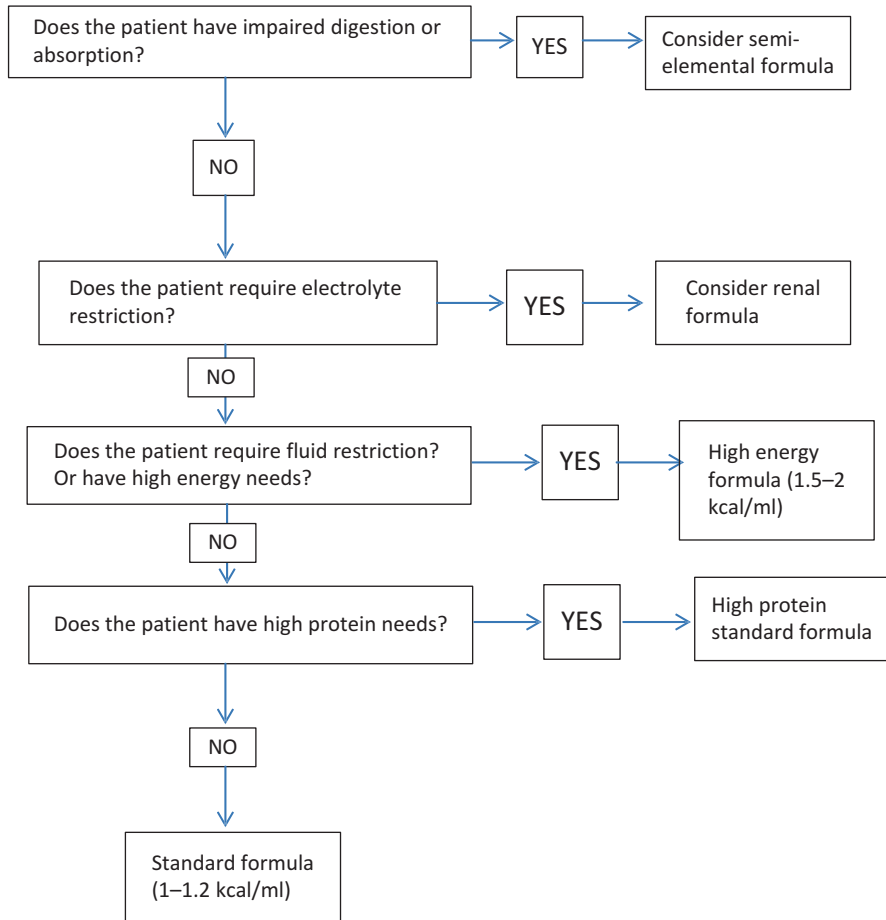 Does the patient have impaired digestion or
absorption?
YES
Consider semi-
elemental formula
NO
Does the patient require electrolyte
restriction?
YES
Consider renal
formula
NO
Does the patient require fluid restriction?
Or have high energy needs?
YES
High energy
formula (1.5–2
kcal/ml)
NO
Does the patient have high protein needs?
YES
High protein
standard formula
NO
Standard formula
(1–1.2 kcal/ml)